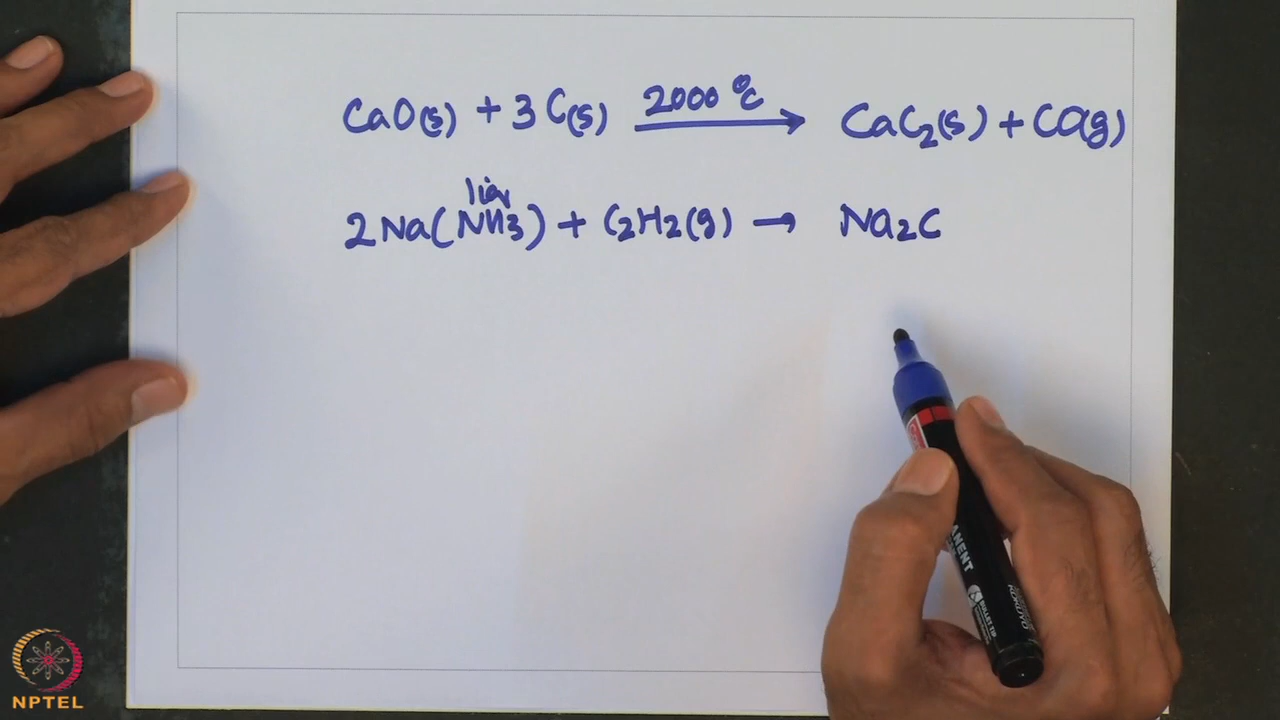 CaO(s) + 3C(s) 2000 °C → CaC2(s) + CO(g)
liq
2Na(NH3) + C2H2(g) → Na2C
NPTEL